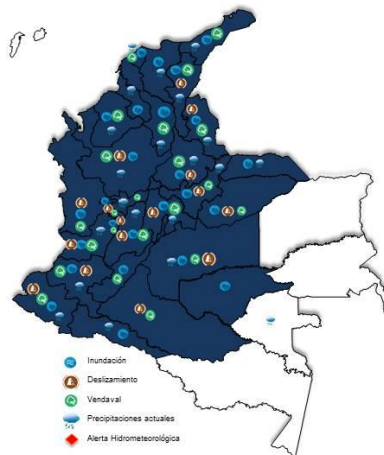 Inundación
Deslizamiento
Vendaval
Precipitaciones actuales
Alerta Hidrometeorológica